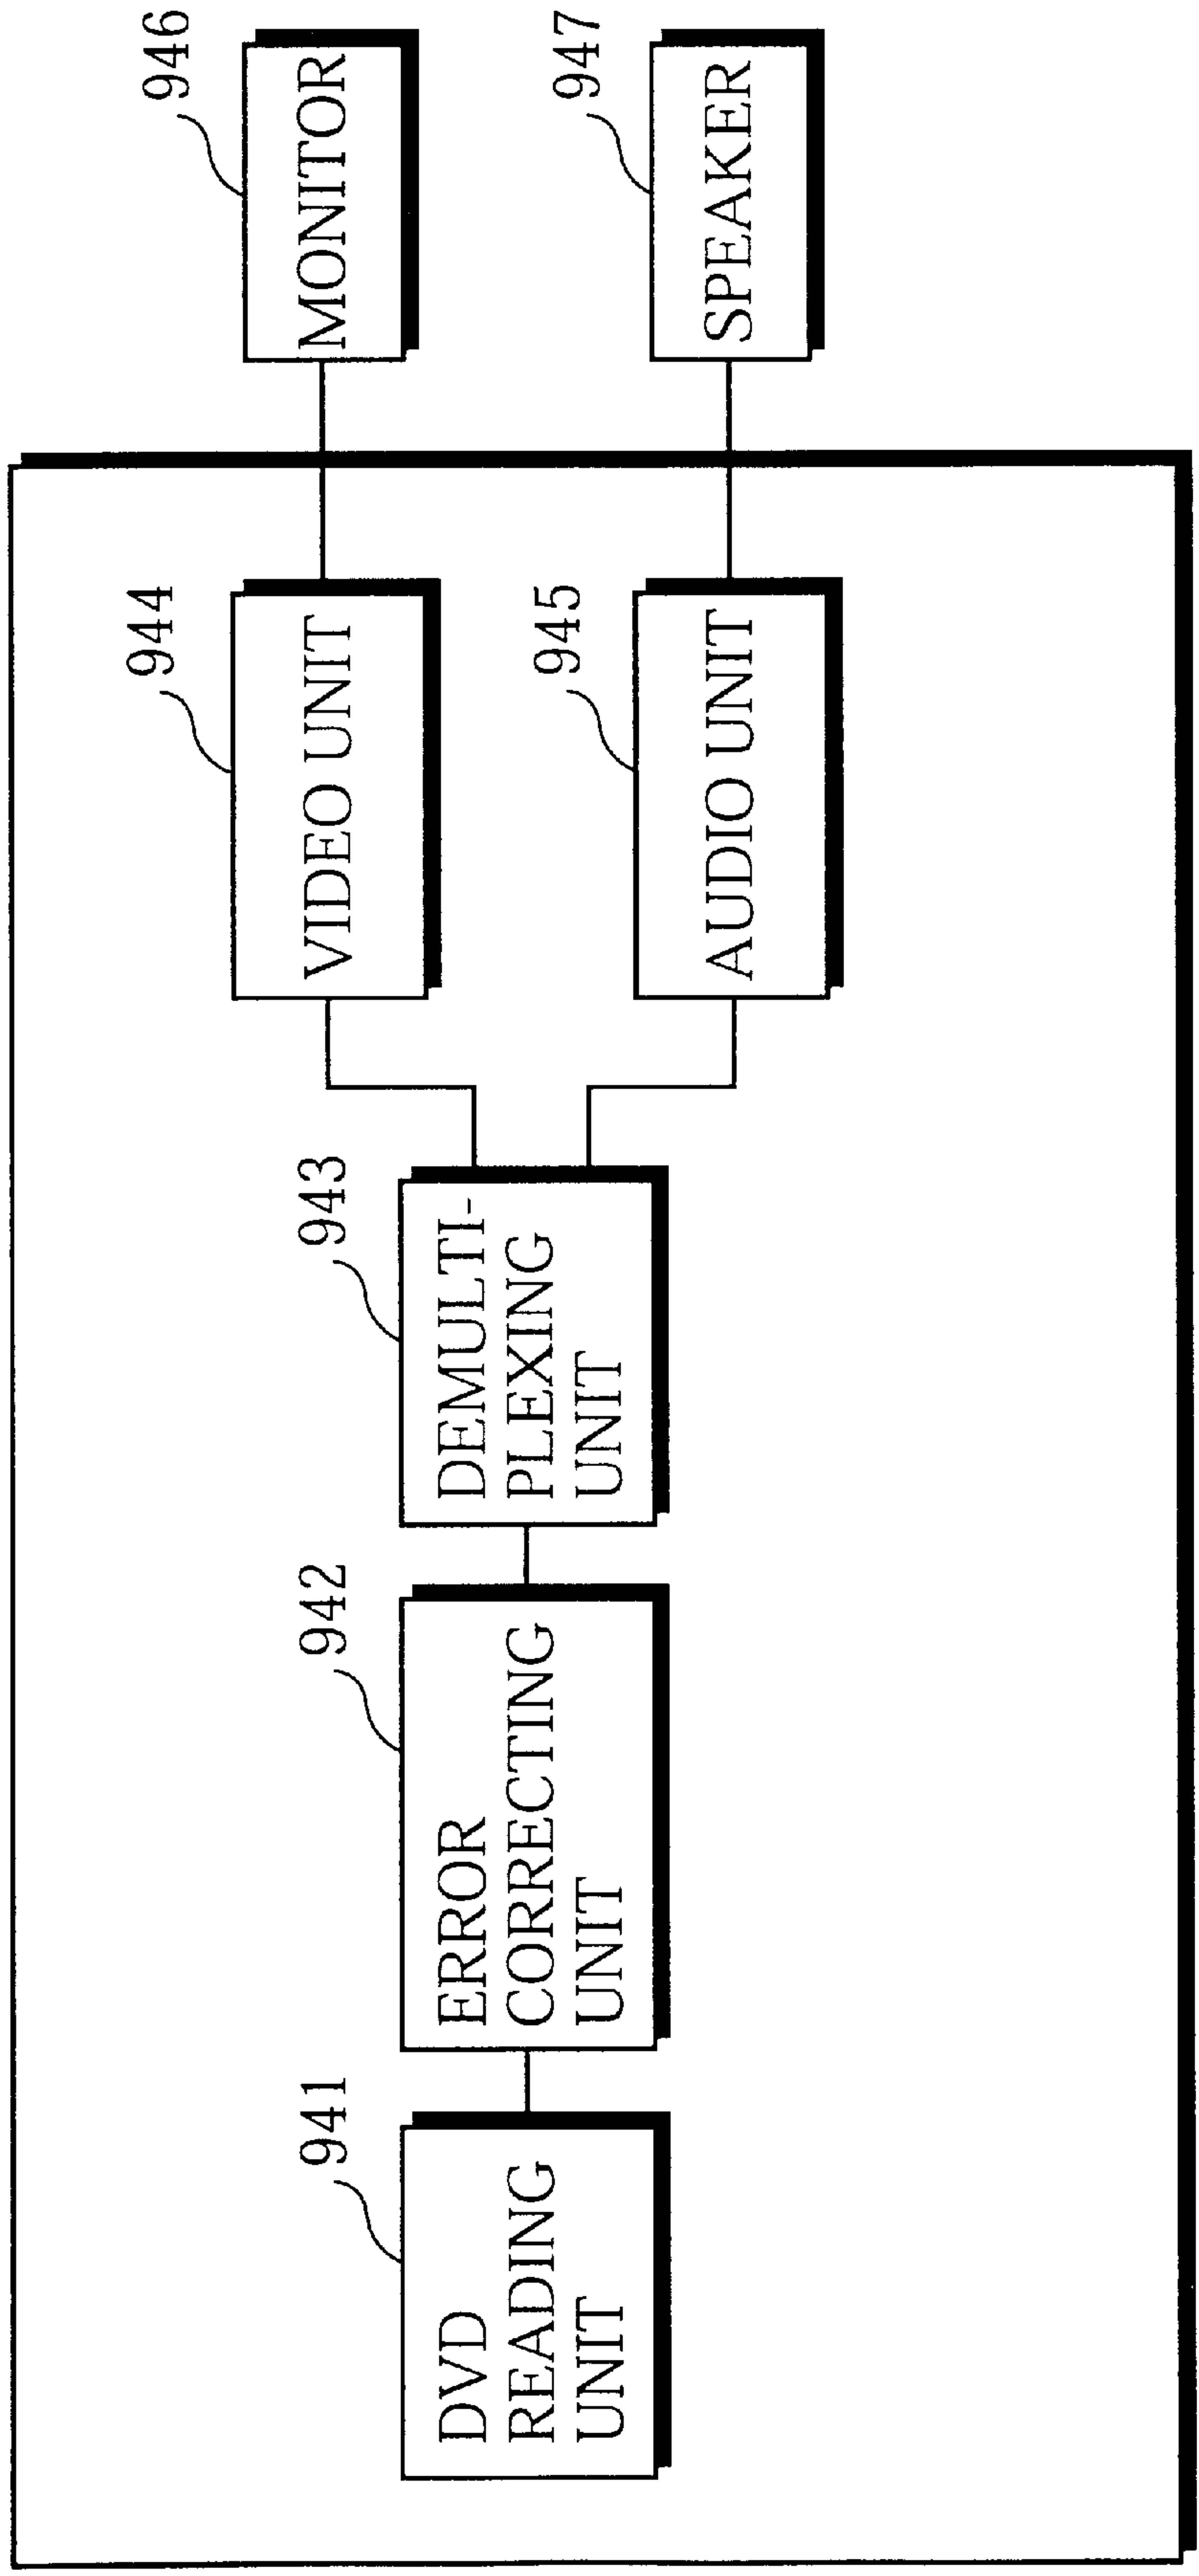 941
DVD
READING
UNIT
942
ERROR
CORRECTING
UNIT
943
DEMULTI-
PLEXING
UNIT
944
VIDEO UNIT
945
AUDIO UNIT
946
MONITOR
947
SPEAKER